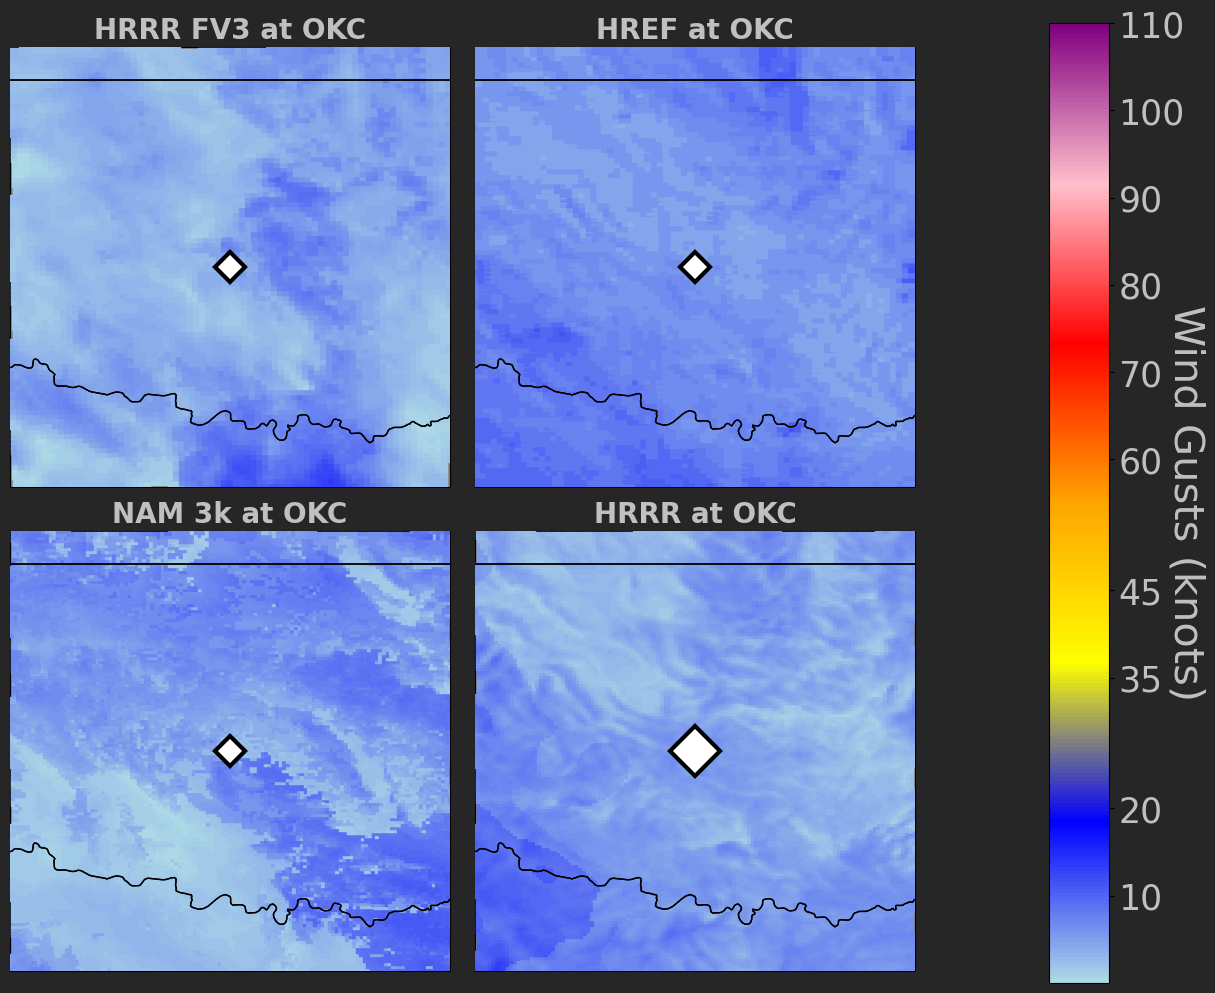 HRRR FV3 at OKC
HREF at OKC
NAM 3k at OKC
HRRR at OKC
110
100
90
80
70
60
45
35
20
10
Wind Gusts (knots)